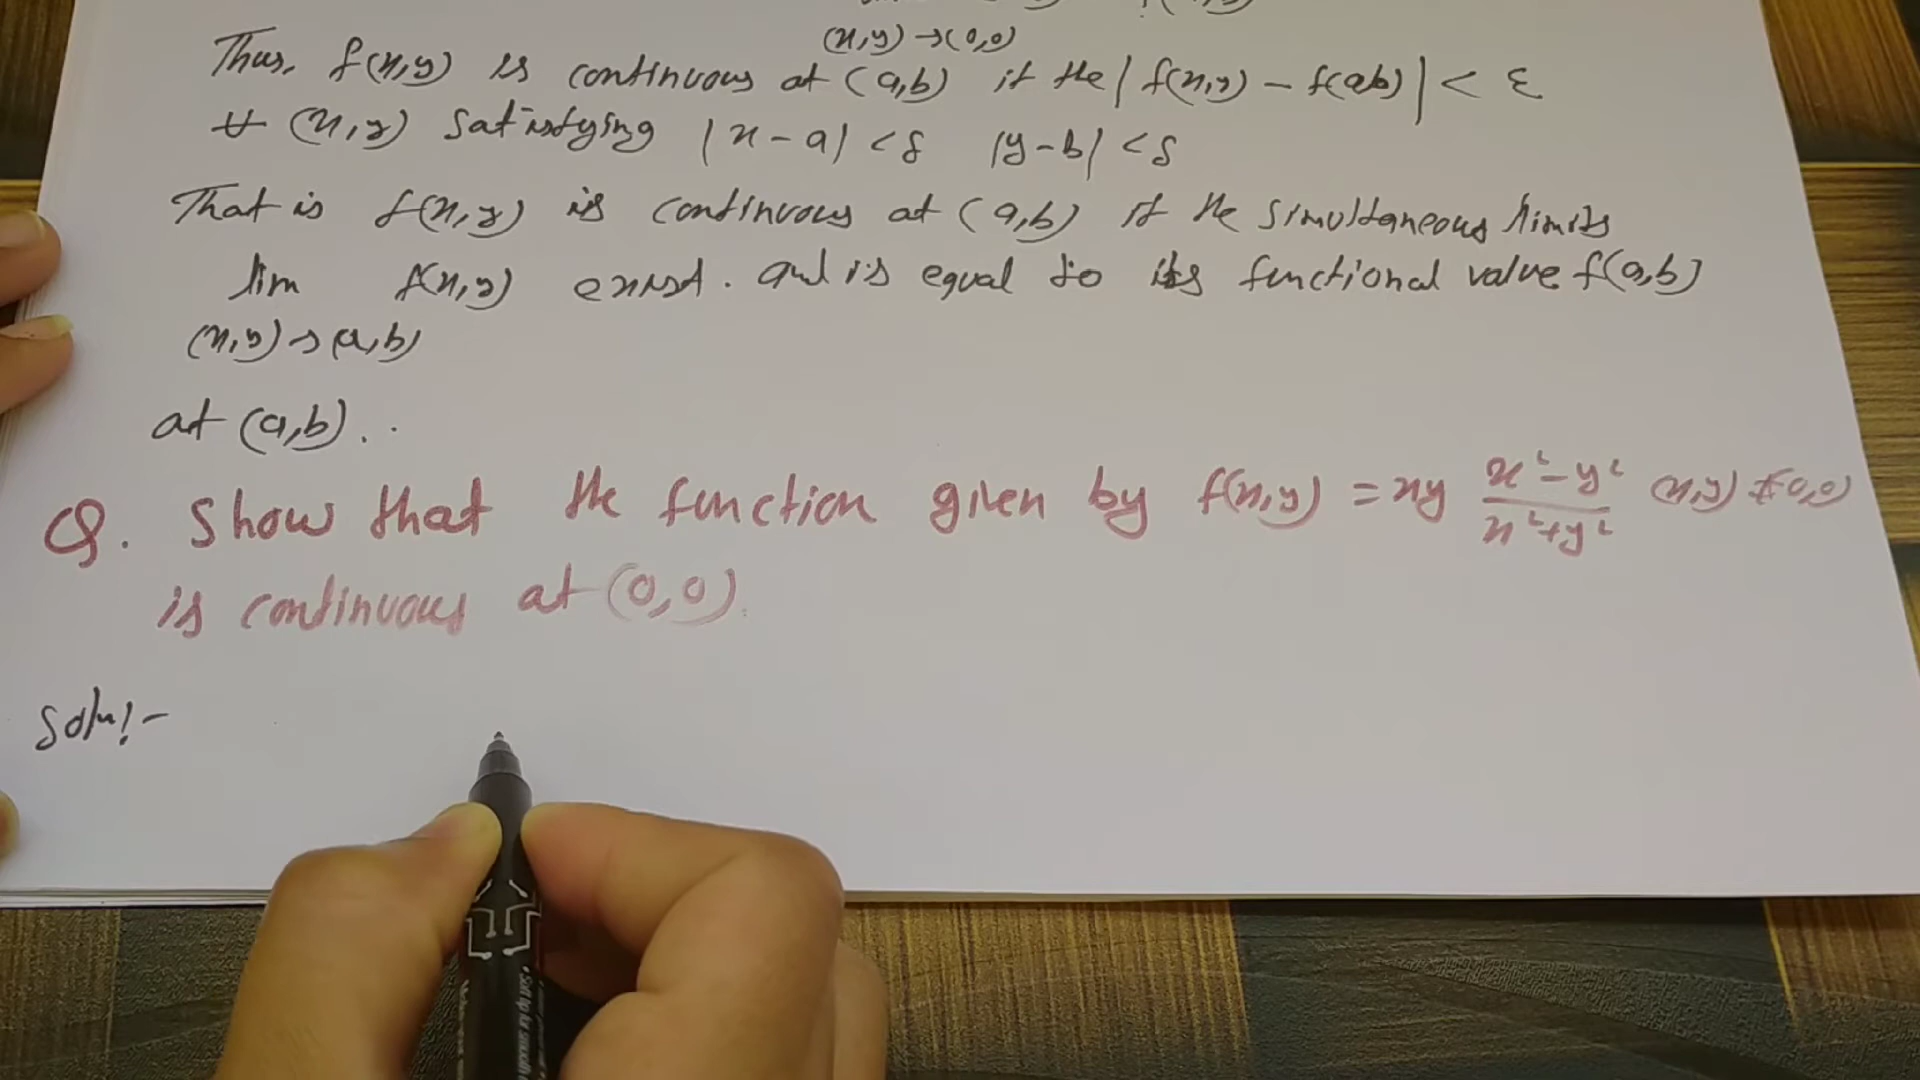 (x,y) → (0,0)
Thus, f(x,y) is continuous at (a,b) if the | f(x,y) - f(ab) | < ε
∀ (x,y) satisfying |x - a| < δ |y - b| < δ
That is f(x,y) is continuous at (a,b) if the simultaneous limits
lim f(x,y) exist. and is equal to its functional value f(a,b)
(x,y) → (a,b)
at (a,b)..
Q. Show that the function given by f(x,y) = xy (x² - y²)/(x² + y²) (x,y) ≠ (0,0)
is continuous at (0,0).
Soln! -